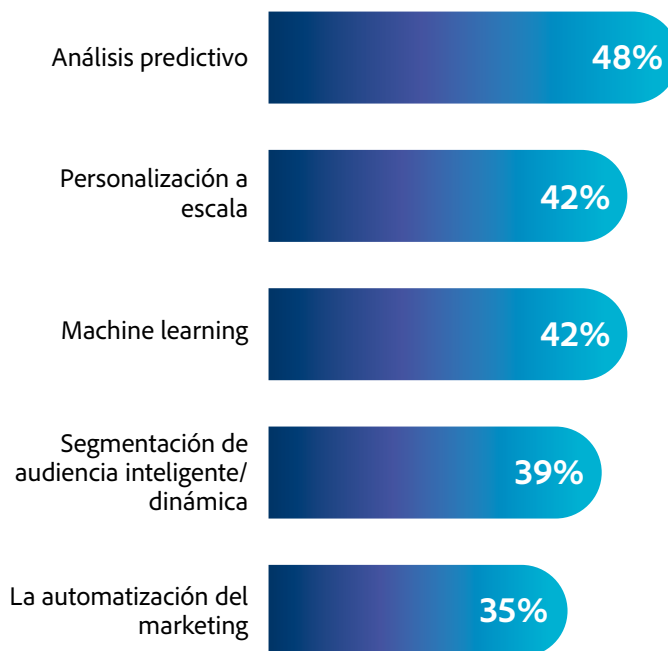 Análisis predictivo
48%
Personalización a
escala
42%
Machine learning
42%
Segmentación de
audiencia inteligente/
dinámica
39%
La automatización del
marketing
35%